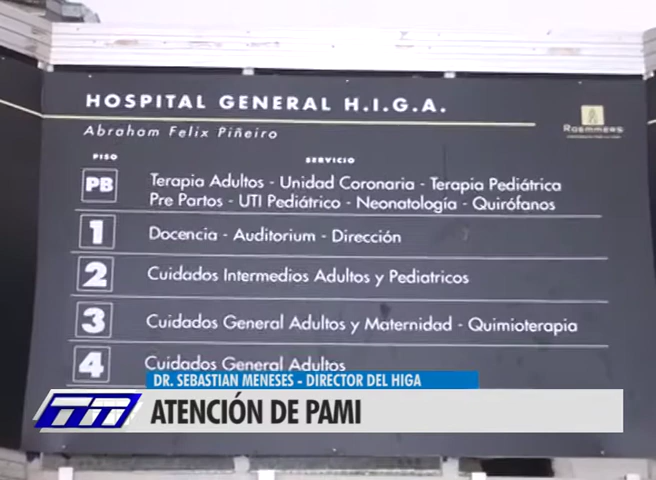 HOSPITAL GENERAL H.I.G.A.
Abraham Felix Piñeiro
ROEMMERS
PISO SERVICIO
PB Terapia Adultos - Unidad Coronaria - Terapia Pediátrica
Pre Partos - UTI Pediátrico - Neonatología - Quirófanos
1 Docencia - Auditorium - Dirección
2 Cuidados Intermedios Adultos y Pediatricos
3 Cuidados General Adultos y Maternidad - Quimioterapia
4 Cuidados General Adultos
DR. SEBASTIAN MENESES - DIRECTOR DEL HIGA
ATENCIÓN DE PAMI